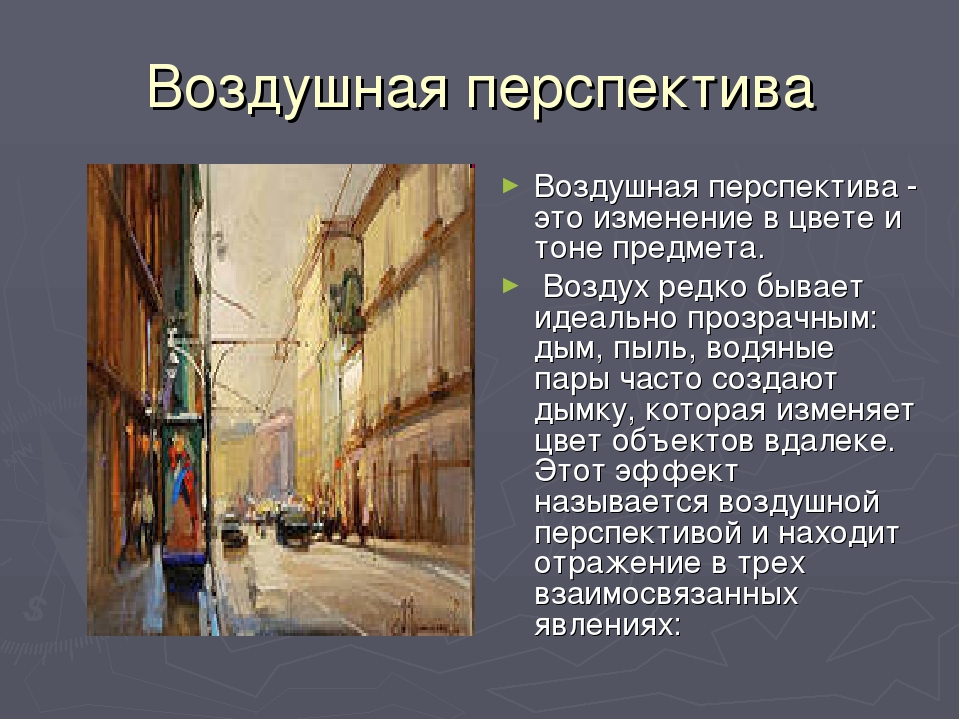 Воздушная перспектива
Воздушная перспектива -
это изменение в цвете и
тоне предмета.
Воздух редко бывает
идеально прозрачным:
дым, пыль, водяные
пары часто создают
дымку, которая изменяет
цвет объектов вдалеке.
Этот эффект
называется воздушной
перспективой и находит
отражение в трех
взаимосвязанных
явлениях: